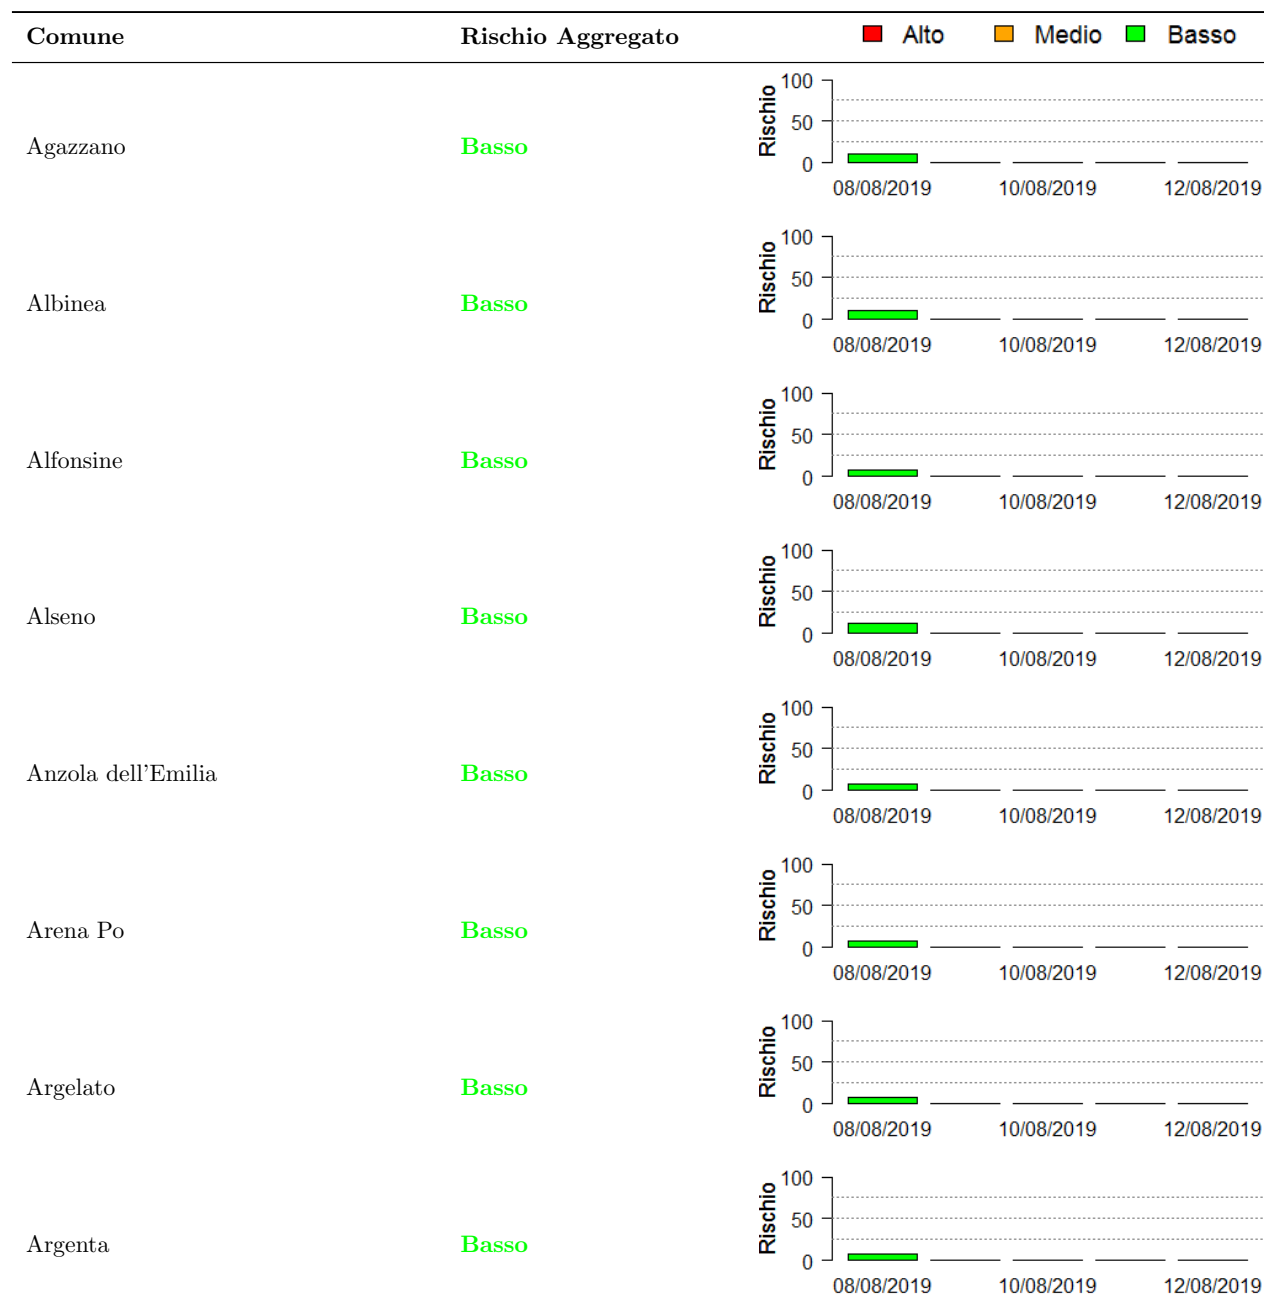 Comune Rischio Aggregato Alto Medio Basso
100
Rischio
50
Agazzano Basso
0
08/08/2019 10/08/2019 12/08/2019
100
Rischio
50
Albinea Basso
0
08/08/2019 10/08/2019 12/08/2019
100
Rischio
50
Alfonsine Basso
0
08/08/2019 10/08/2019 12/08/2019
100
Rischio
50
Alseno Basso
0
08/08/2019 10/08/2019 12/08/2019
100
Rischio
50
Anzola dell'Emilia Basso
0
08/08/2019 10/08/2019 12/08/2019
100
Rischio
50
Arena Po Basso
0
08/08/2019 10/08/2019 12/08/2019
100
Rischio
50
Argelato Basso
0
08/08/2019 10/08/2019 12/08/2019
100
Rischio
50
Argenta Basso
0
08/08/2019 10/08/2019 12/08/2019